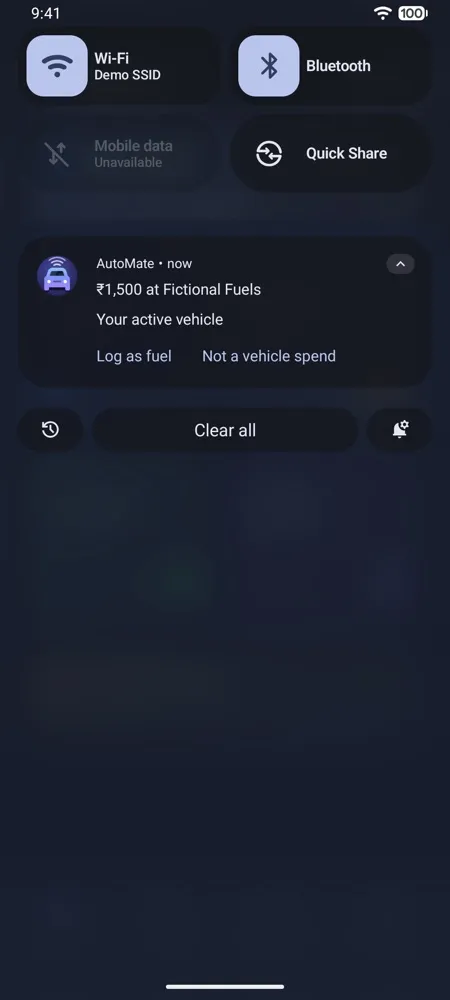 9:41
100
Wi-Fi
Demo SSID
Bluetooth
Mobile data
Unavailable
Quick Share
AutoMate • now
₹1,500 at Fictional Fuels
Your active vehicle
Log as fuel
Not a vehicle spend
Clear all